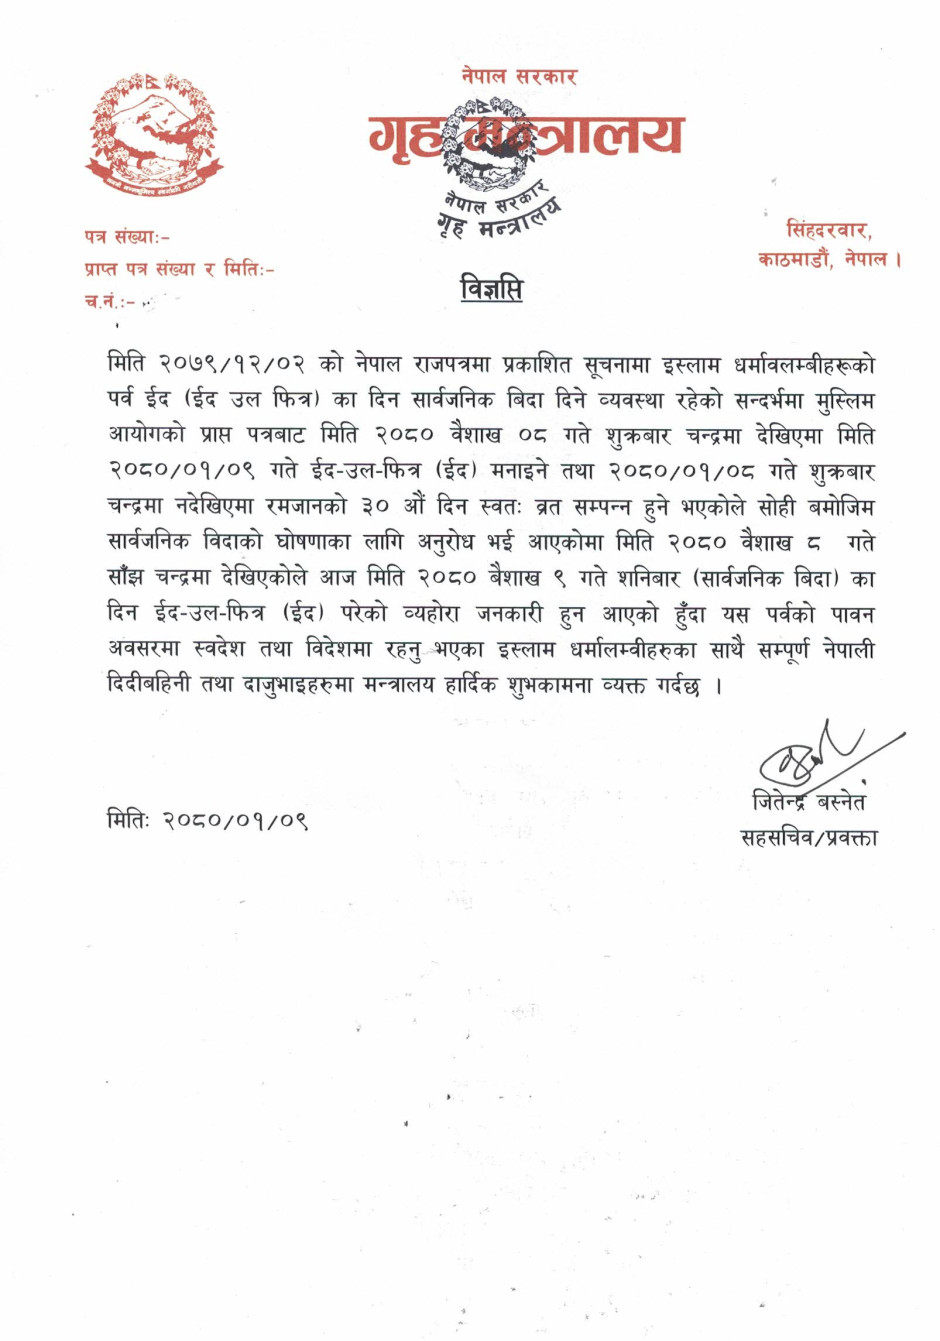 नेपाल सरकार
गृह मन्त्रालय
नेपाल सरकार
गृह मन्त्रालय
पत्र संख्याः-
प्राप्त पत्र संख्या र मितिः-
च.नं.ः-
सिंहदरवार,
काठमाडौं, नेपाल ।
विज्ञप्ति
मिति २०७९/१२/०२ को नेपाल राजपत्रमा प्रकाशित सूचनामा इस्लाम धर्मावलम्बीहरूको
पर्व ईद (ईद उल फित्र) का दिन सार्वजनिक बिदा दिने व्यवस्था रहेको सन्दर्भमा मुस्लिम
आयोगको प्राप्त पत्रबाट मिति २०८० वैशाख ०८ गते शुक्रबार चन्द्रमा देखिएमा मिति
२०८०/०१/०९ गते ईद-उल-फित्र (ईद) मनाइने तथा २०८०/०१/०८ गते शुक्रबार
चन्द्रमा नदेखिएमा रमजानको ३० औं दिन स्वतः व्रत सम्पन्न हुने भएकोले सोही बमोजिम
सार्वजनिक विदाको घोषणाका लागि अनुरोध भई आएकोमा मिति २०८० वैशाख ८ गते
साँझ चन्द्रमा देखिएकोले आज मिति २०८० बैशाख ९ गते शनिबार (सार्वजनिक बिदा) का
दिन ईद-उल-फित्र (ईद) परेको व्यहोरा जनकारी हुन आएको हुँदा यस पर्वको पावन
अवसरमा स्वदेश तथा विदेशमा रहनु भएका इस्लाम धर्मालम्वीहरुका साथै सम्पूर्ण नेपाली
दिदीबहिनी तथा दाजुभाइहरुमा मन्त्रालय हार्दिक शुभकामना व्यक्त गर्दछ ।
जितेन्द्र बस्नेत
सहसचिव/प्रवक्ता
मितिः २०८०/०१/०९